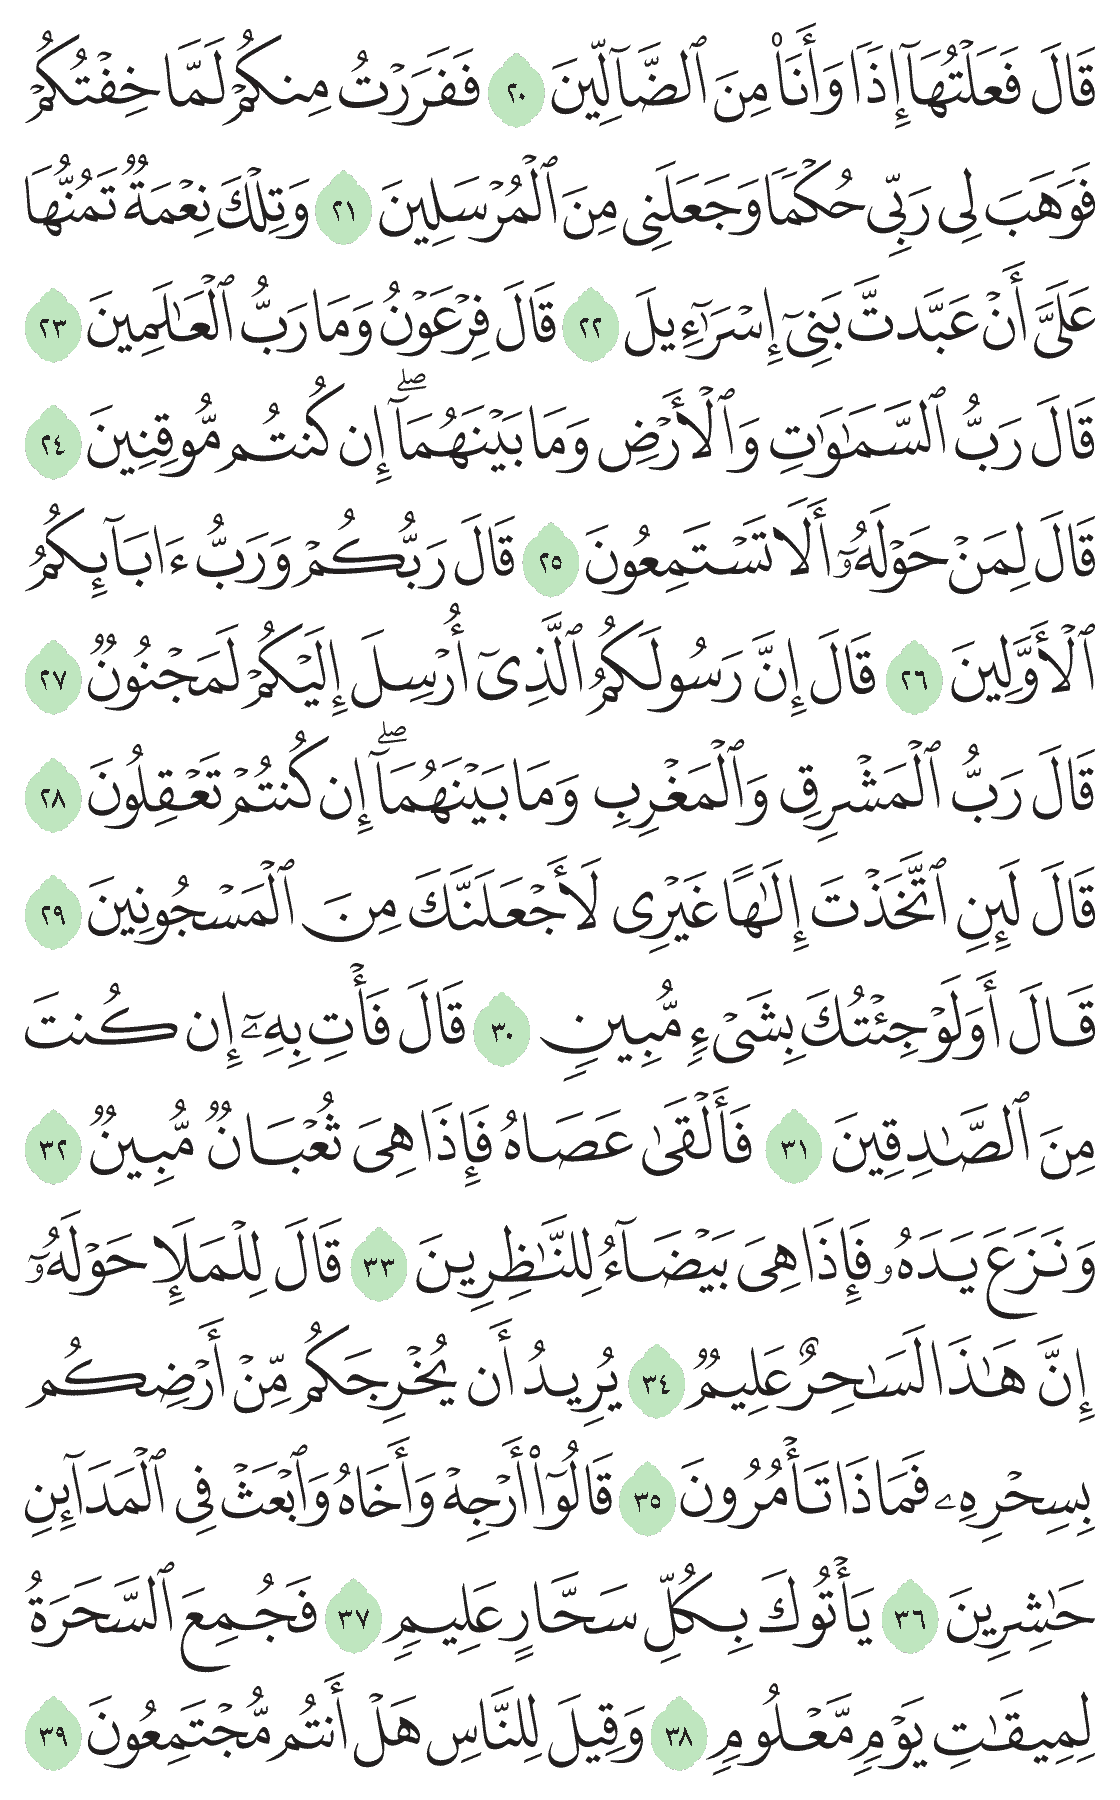 قَالَ فَعَلۡتُهَآ إِذٗا وَأَنَا۠ مِنَ ٱلضَّآلِّينَ ٢٠ فَفَرَرۡتُ مِنكُمۡ لَمَّا خِفۡتُكُمۡ
فَوَهَبَ لِي رَبِّي حُكۡمٗا وَجَعَلَنِي مِنَ ٱلۡمُرۡسَلِينَ ٢١ وَتِلۡكَ نِعۡمَةٞ تَمُنُّهَا
عَلَيَّ أَنۡ عَبَّدتَّ بَنِيٓ إِسۡرَٰٓءِيلَ ٢٢ قَالَ فِرۡعَوۡنُ وَمَا رَبُّ ٱلۡعَٰلَمِينَ ٢٣
قَالَ رَبُّ ٱلسَّمَٰوَٰتِ وَٱلۡأَرۡضِ وَمَا بَيۡنَهُمَآۖ إِن كُنتُم مُّوقِنِينَ ٢٤
قَالَ لِمَنۡ حَوۡلَهُۥٓ أَلَا تَسۡتَمِعُونَ ٢٥ قَالَ رَبُّكُمۡ وَرَبُّ ءَابَآئِكُمُ
ٱلۡأَوَّلِينَ ٢٦ قَالَ إِنَّ رَسُولَكُمُ ٱلَّذِيٓ أُرۡسِلَ إِلَيۡكُمۡ لَمَجۡنُونٞ ٢٧
قَالَ رَبُّ ٱلۡمَشۡرِقِ وَٱلۡمَغۡرِبِ وَمَا بَيۡنَهُمَآۖ إِن كُنتُمۡ تَعۡقِلُونَ ٢٨
قَالَ لَئِنِ ٱتَّخَذۡتَ إِلَٰهًا غَيۡرِي لَأَجۡعَلَنَّكَ مِنَ ٱلۡمَسۡجُونِينَ ٢٩
قَالَ أَوَلَوۡ جِئۡتُكَ بِشَيۡءٖ مُّبِينٖ ٣٠ قَالَ فَأۡتِ بِهِۦٓ إِن كُنتَ
مِنَ ٱلصَّٰدِقِينَ ٣١ فَأَلۡقَىٰ عَصَاهُ فَإِذَا هِيَ ثُعۡبَانٞ مُّبِينٞ ٣٢
وَنَزَعَ يَدَهُۥ فَإِذَا هِيَ بَيۡضَآءُ لِلنَّٰظِرِينَ ٣٣ قَالَ لِلۡمَلَإِ حَوۡلَهُۥٓ
إِنَّ هَٰذَا لَسَٰحِرٌ عَلِيمٞ ٣٤ يُرِيدُ أَن يُخۡرِجَكُم مِّنۡ أَرۡضِكُم
بِسِحۡرِهِۦ فَمَاذَا تَأۡمُرُونَ ٣٥ قَالُوٓاْ أَرۡجِهۡ وَأَخَاهُ وَٱبۡعَثۡ فِي ٱلۡمَدَآئِنِ
حَٰشِرِينَ ٣٦ يَأۡتُوكَ بِكُلِّ سَحَّارٍ عَلِيمٖ ٣٧ فَجُمِعَ ٱلسَّحَرَةُ
لِمِيقَٰتِ يَوۡمٖ مَّعۡلُومٖ ٣٨ وَقِيلَ لِلنَّاسِ هَلۡ أَنتُم مُّجۡتَمِعُونَ ٣٩